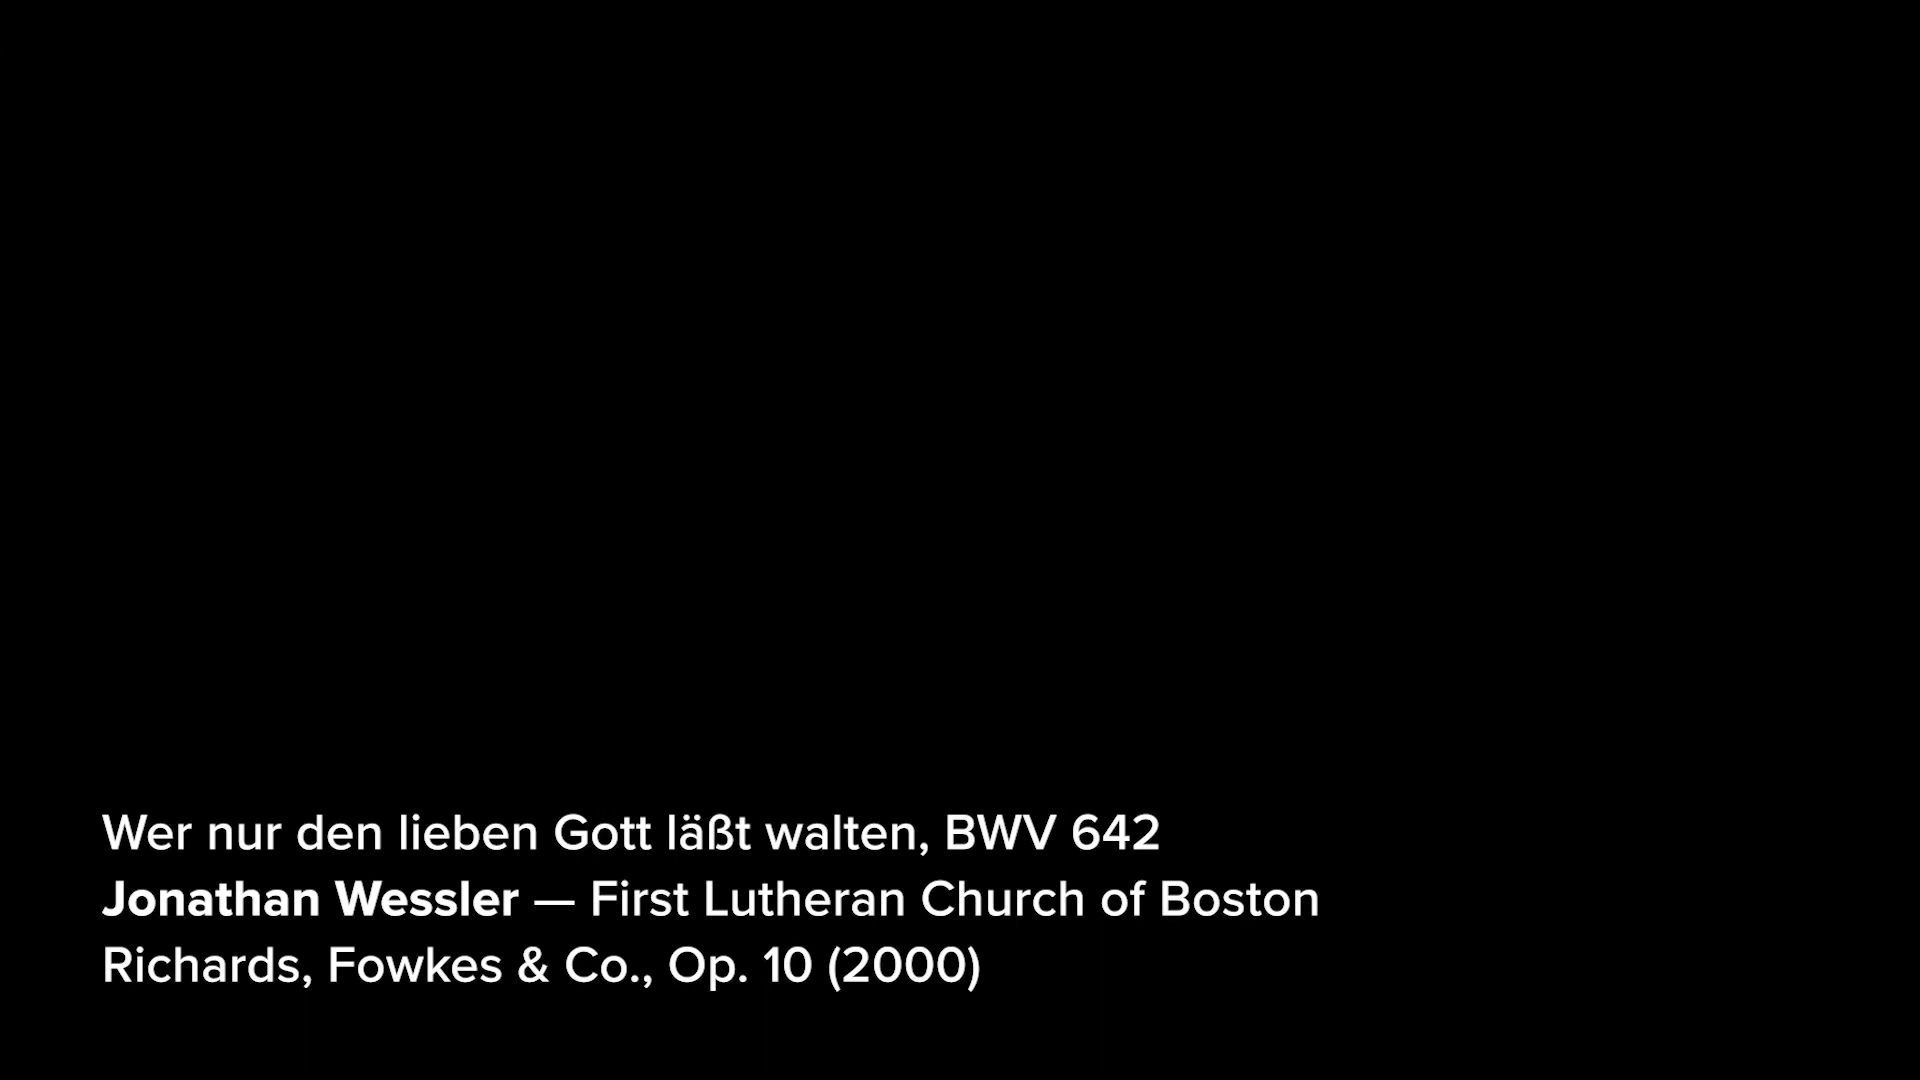 Wer nur den lieben Gott läßt walten, BWV 642
Jonathan Wessler — First Lutheran Church of Boston
Richards, Fowkes & Co., Op. 10 (2000)